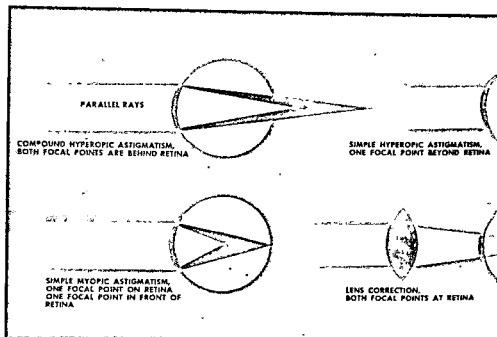 PARALLEL RAYS
COMPOUND HYPEROPIC ASTIGMATISM,
BOTH FOCAL POINTS ARE BEHIND RETINA
SIMPLE HYPEROPIC ASTIGMATISM,
ONE FOCAL POINT BEYOND RETINA
SIMPLE MYOPIC ASTIGMATISM,
ONE FOCAL POINT ON RETINA
ONE FOCAL POINT IN FRONT OF
RETINA
LENS CORRECTION,
BOTH FOCAL POINTS AT RETINA